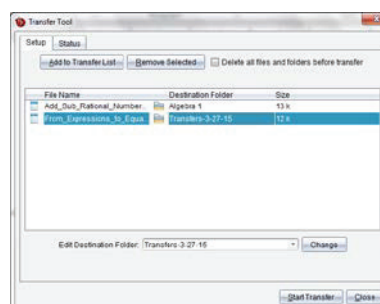 Transfer Tool
Setup Status
Add to Transfer List Remove Selected Delete all files and folders before transfer
File Name Destination Folder Size
Add_Sub_Rational_Number... Algebra 1 13 k
From_Expressions_to_Equa... Transfers-3-27-15 12 k
Edit Destination Folder: Transfers-3-27-15 Change
Start Transfer Close